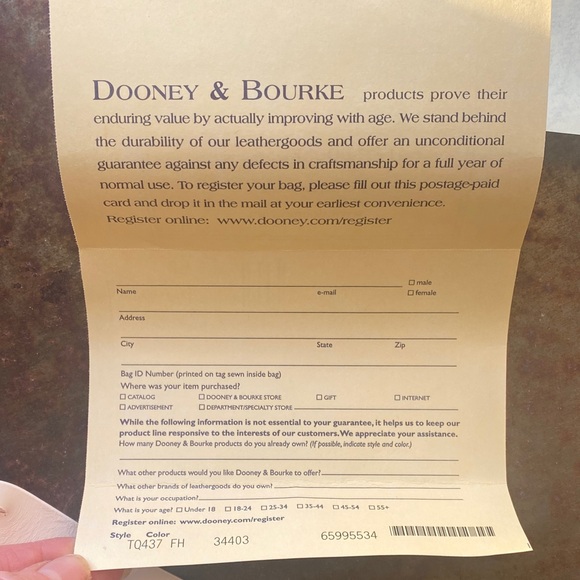 DOONEY & BOURKE products prove their
enduring value by actually improving with age. We stand behind
the durability of our leathergoods and offer an unconditional
guarantee against any defects in craftsmanship for a full year of
normal use. To register your bag, please fill out this postage-paid
card and drop it in the mail at your earliest convenience.
Register online: www.dooney.com/register
☐ male
Name e-mail ☐ female
Address
City State Zip
Bag ID Number (printed on tag sewn inside bag)
Where was your item purchased?
☐ CATALOG ☐ DOONEY & BOURKE STORE ☐ GIFT ☐ INTERNET
☐ ADVERTISEMENT ☐ DEPARTMENT/SPECIALTY STORE
While the following information is not essential to your guarantee, it helps us to keep our
product line responsive to the interests of our customers. We appreciate your assistance.
How many Dooney & Bourke products do you already own? (If possible, indicate style and color.)
What other products would you like Dooney & Bourke to offer?
What other brands of leathergoods do you own?
What is your occupation?
What is your age? ☐ Under 18 ☐ 18-24 ☐ 25-34 ☐ 35-44 ☐ 45-54 ☐ 55+
Register online: www.dooney.com/register
Style Color
TQ437 FH 34403 65995534